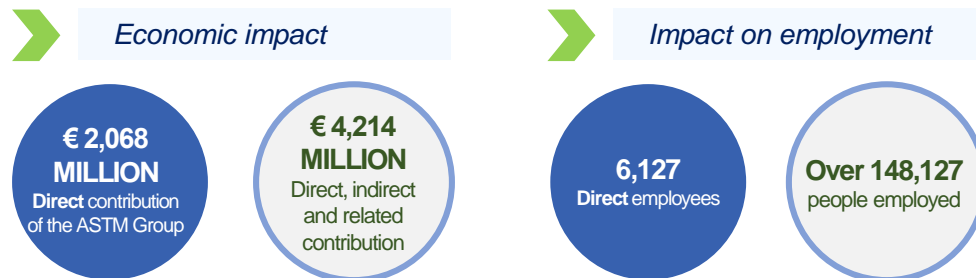 Economic impact
€ 2,068
MILLION
Direct contribution
of the ASTM Group
€ 4,214
MILLION
Direct, indirect
and related
contribution
Impact on employment
6,127
Direct employees
Over 148,127
people employed